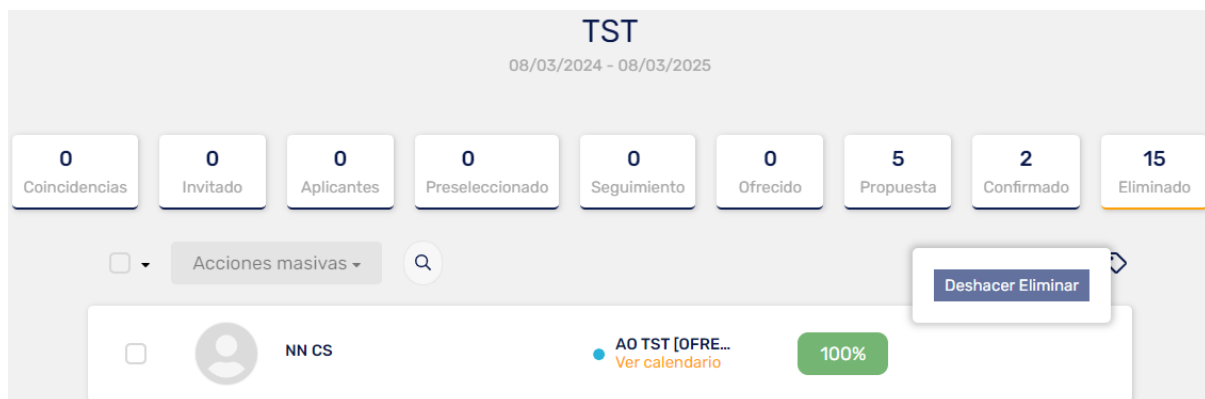 TST
08/03/2024 - 08/03/2025
0
Coincidencias
0
Invitado
0
Aplicantes
0
Preseleccionado
0
Seguimiento
0
Ofrecido
5
Propuesta
2
Confirmado
15
Eliminado
Acciones masivas
Deshacer Eliminar
NN CS
AO TST [OFRE...
Ver calendario
100%